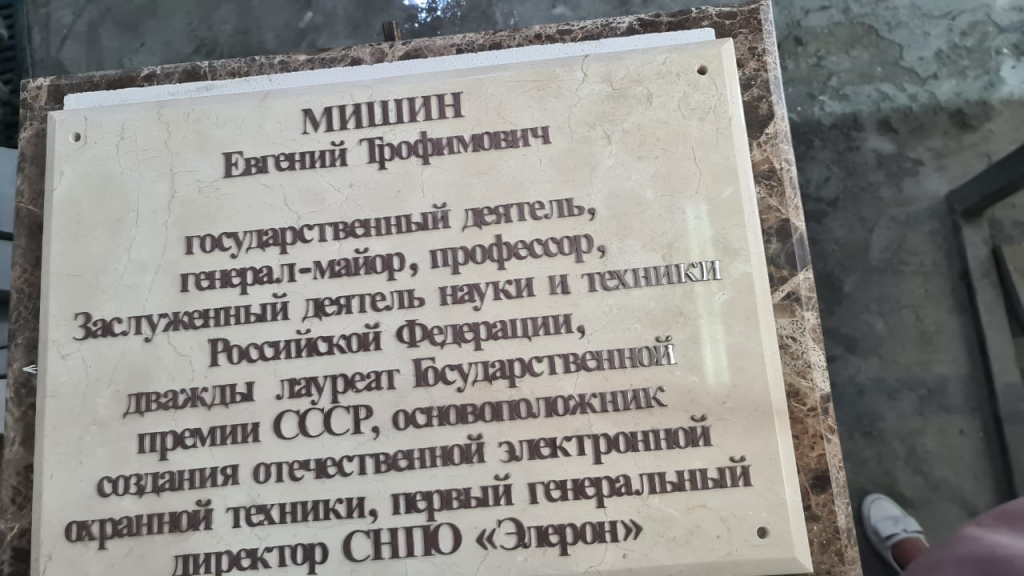 МИШИН
Евгений Трофимович
государственный деятель,
генерал-майор, профессор,
Заслуженный деятель науки и техники
Российской Федерации,
дважды лауреат Государственной
премии СССР, основоположник
создания отечественной электронной
охранной техники, первый генеральный
директор СНПО «Элерон»